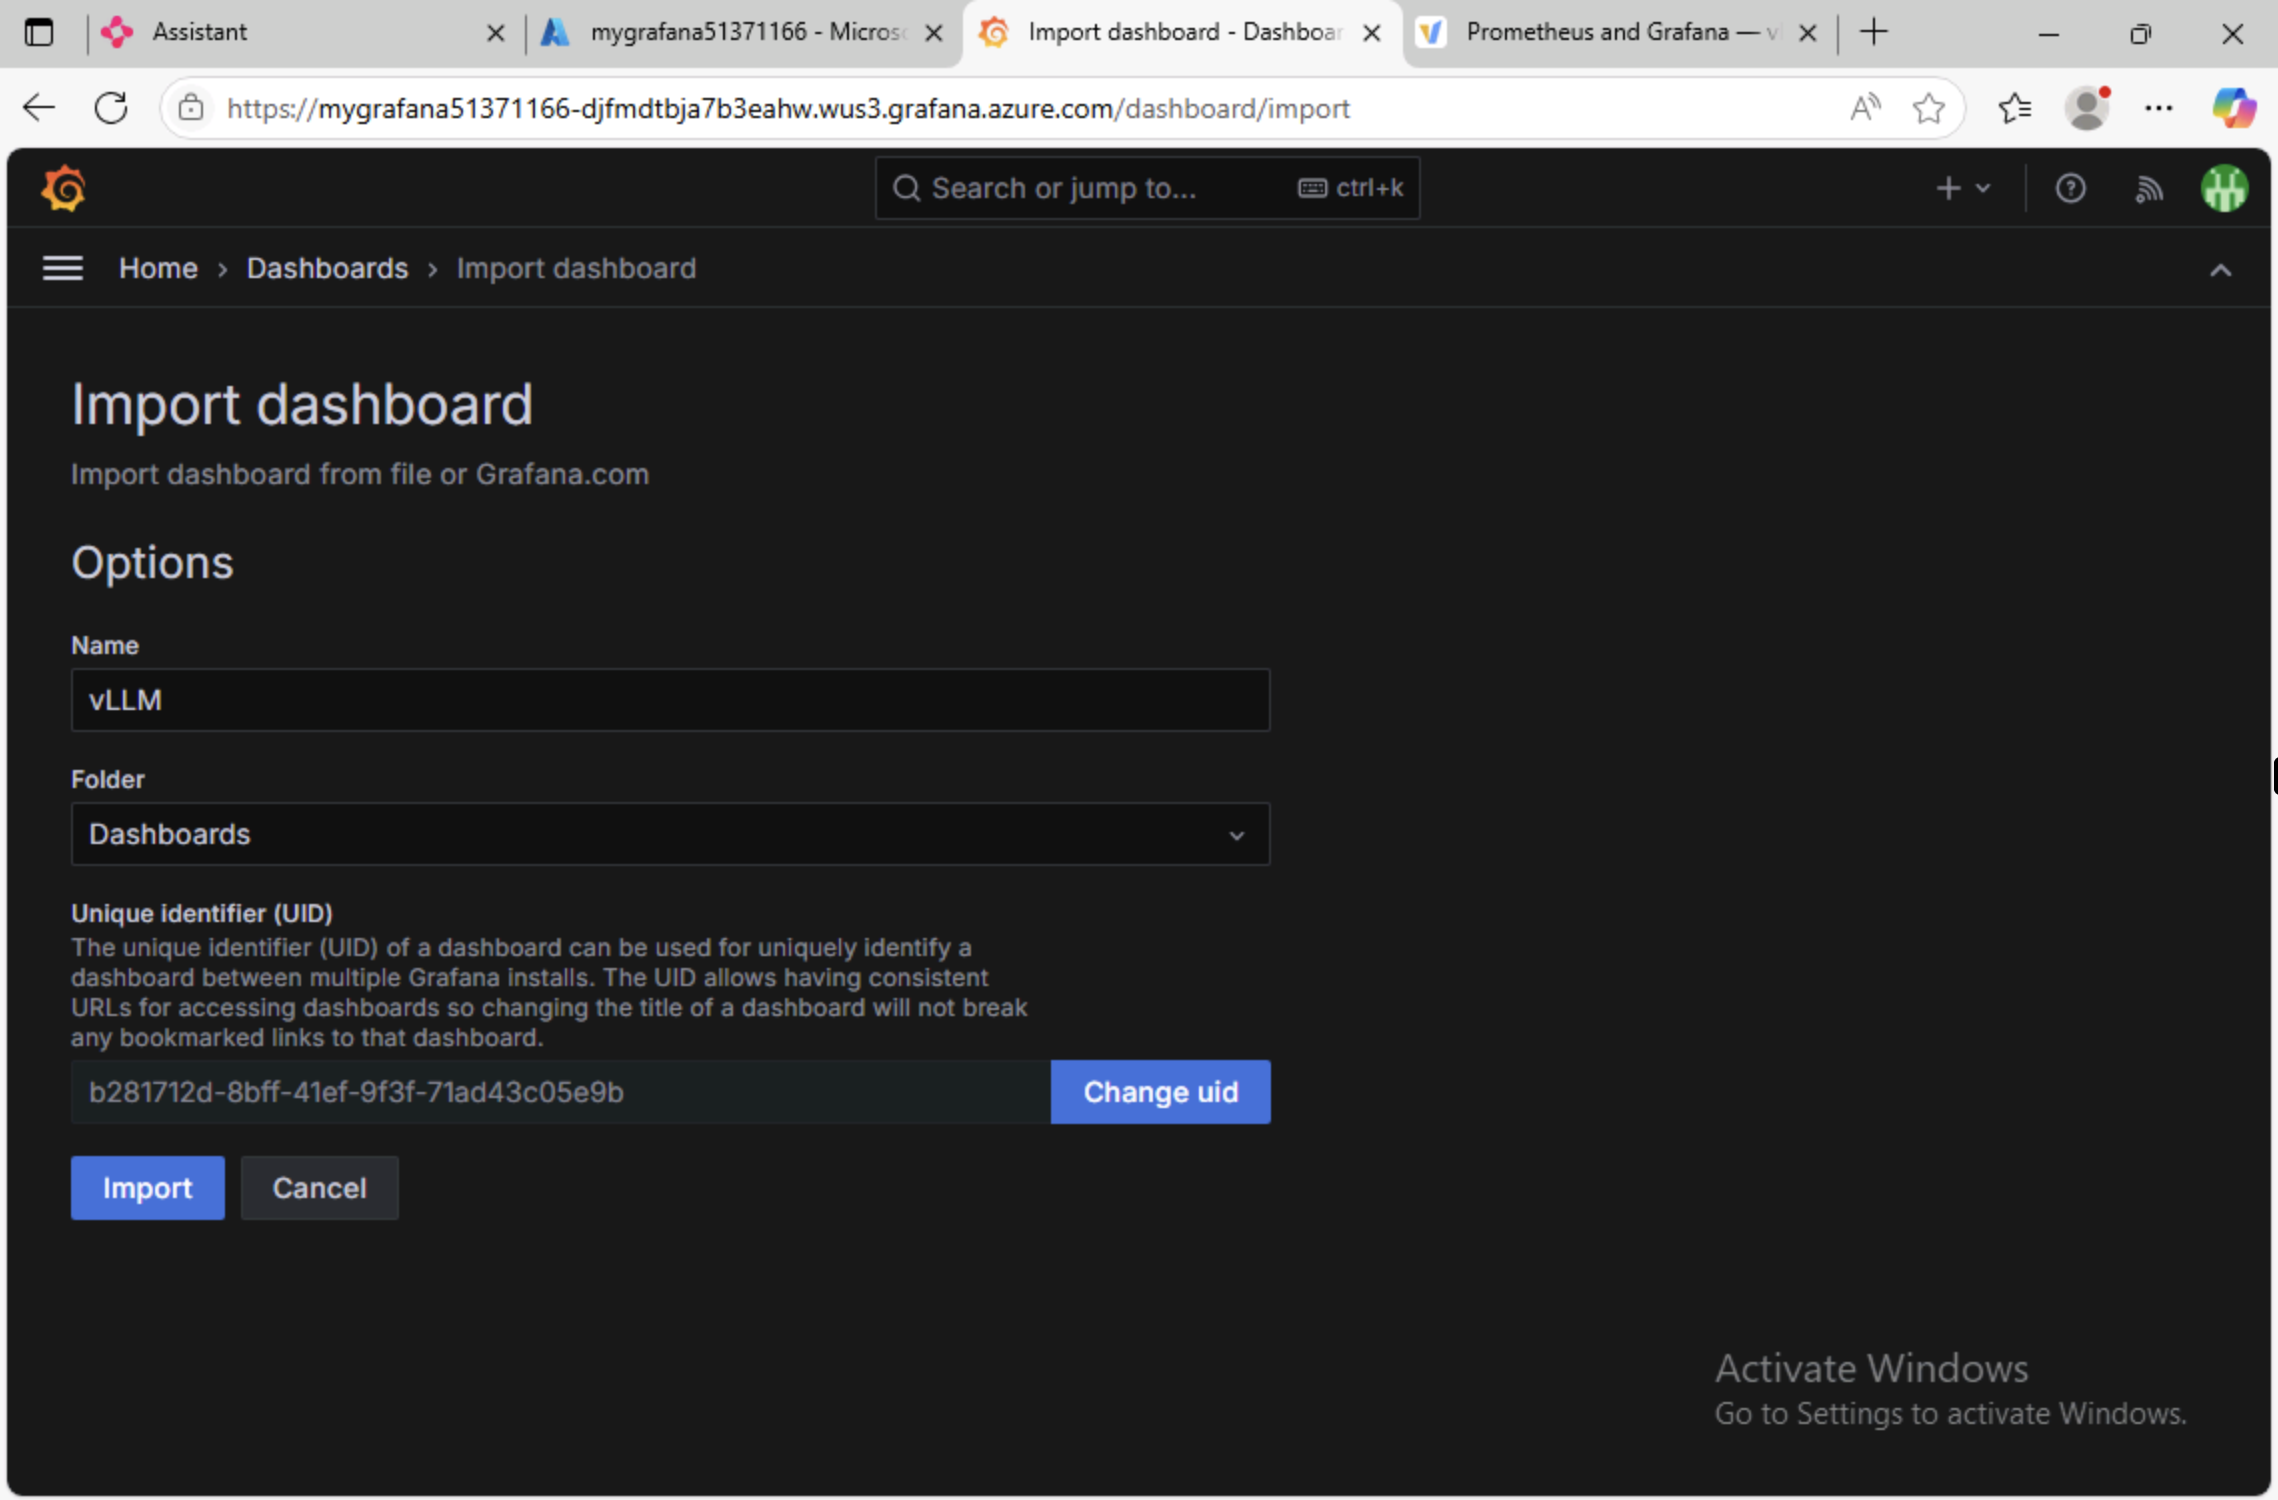 Assistant
mygrafana51371166 - Micros
Import dashboard - Dashboar
Prometheus and Grafana — v
https://mygrafana51371166-djfmdtbja7b3eahw.wus3.grafana.azure.com/dashboard/import
Search or jump to... ctrl+k
Home > Dashboards > Import dashboard
Import dashboard
Import dashboard from file or Grafana.com
Options
Name
vLLM
Folder
Dashboards
Unique identifier (UID)
The unique identifier (UID) of a dashboard can be used for uniquely identify a
dashboard between multiple Grafana installs. The UID allows having consistent
URLs for accessing dashboards so changing the title of a dashboard will not break
any bookmarked links to that dashboard.
b281712d-8bff-41ef-9f3f-71ad43c05e9b
Change uid
Import
Cancel
Activate Windows
Go to Settings to activate Windows.